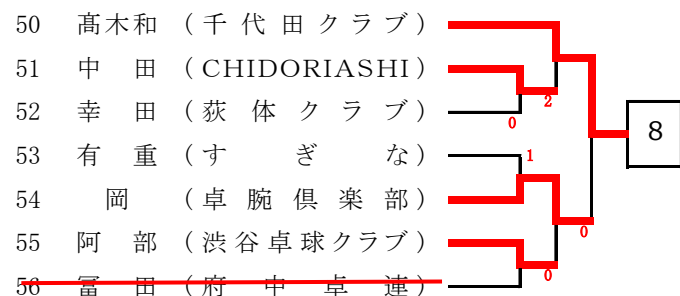 50 髙木和 (千代田クラブ)
51 中田 (CHIDORIASHI)
2
52 幸田 (荻体クラブ)
0
8
53 有重 (すぎな)
1
54 岡 (卓腕倶楽部)
0
55 阿部 (渋谷卓球クラブ)
0
56 冨田 (府中卓連)